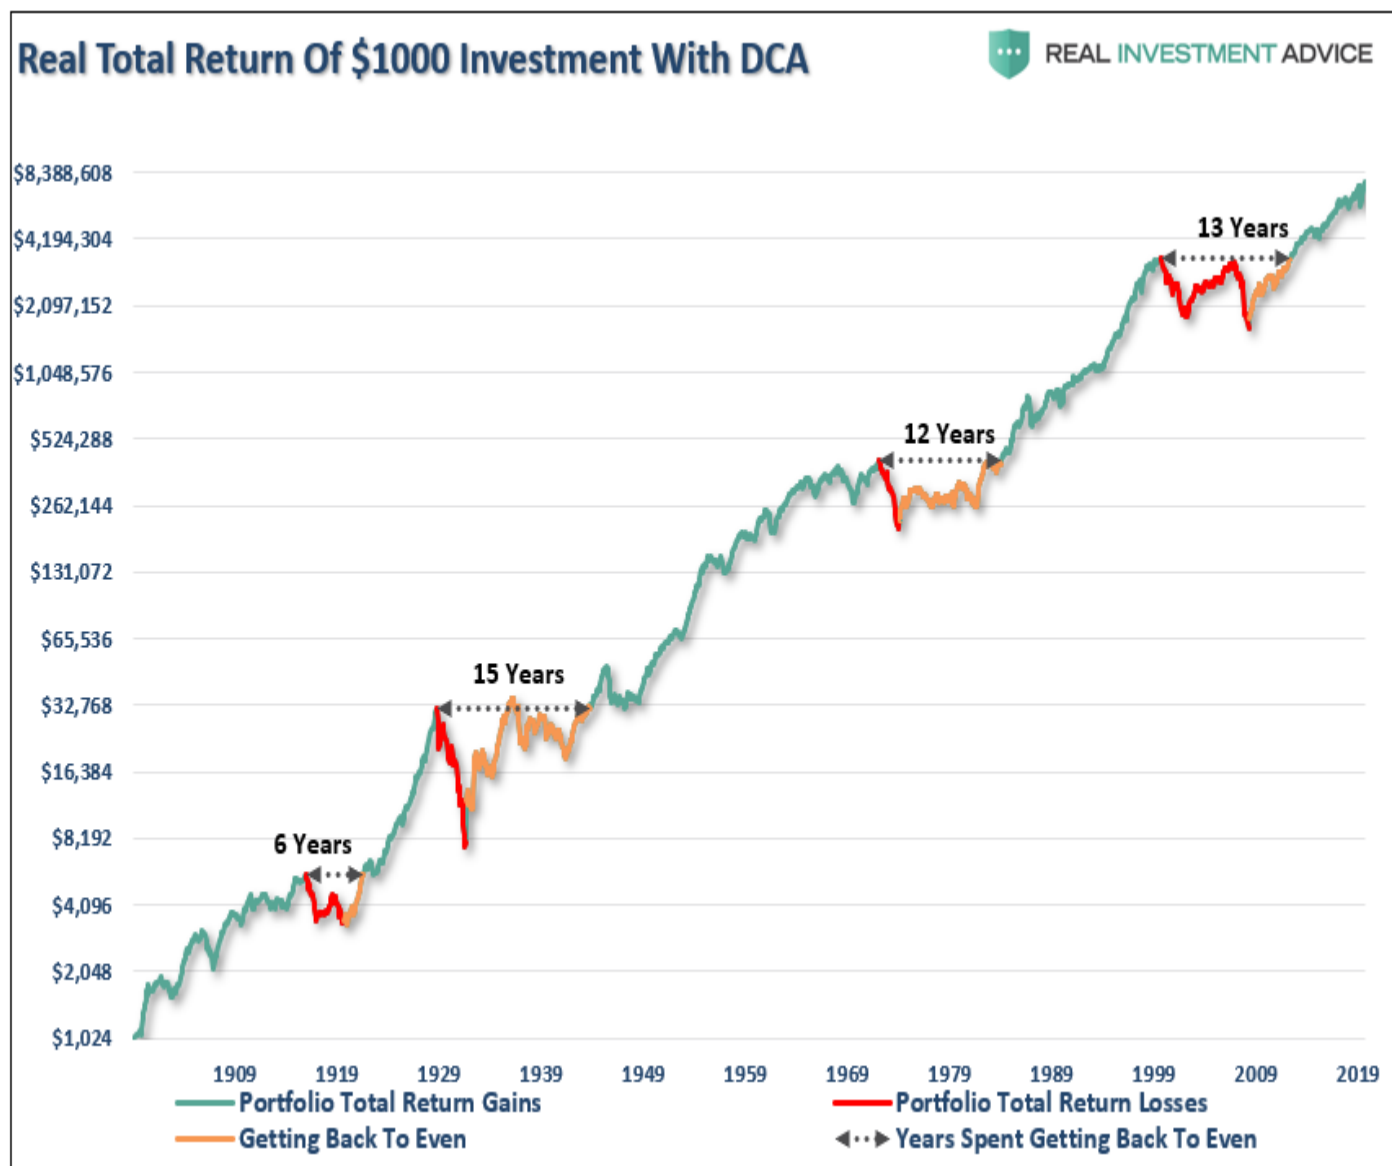 Real Total Return Of $1000 Investment With DCA
REAL INVESTMENT ADVICE
$8,388,608
$4,194,304
$2,097,152
$1,048,576
$524,288
$262,144
$131,072
$65,536
$32,768
$16,384
$8,192
$4,096
$2,048
$1,024
6 Years
15 Years
12 Years
13 Years
1909 1919 1929 1939 1949 1959 1969 1979 1989 1999 2009 2019
Portfolio Total Return Gains Portfolio Total Return Losses
Getting Back To Even Years Spent Getting Back To Even